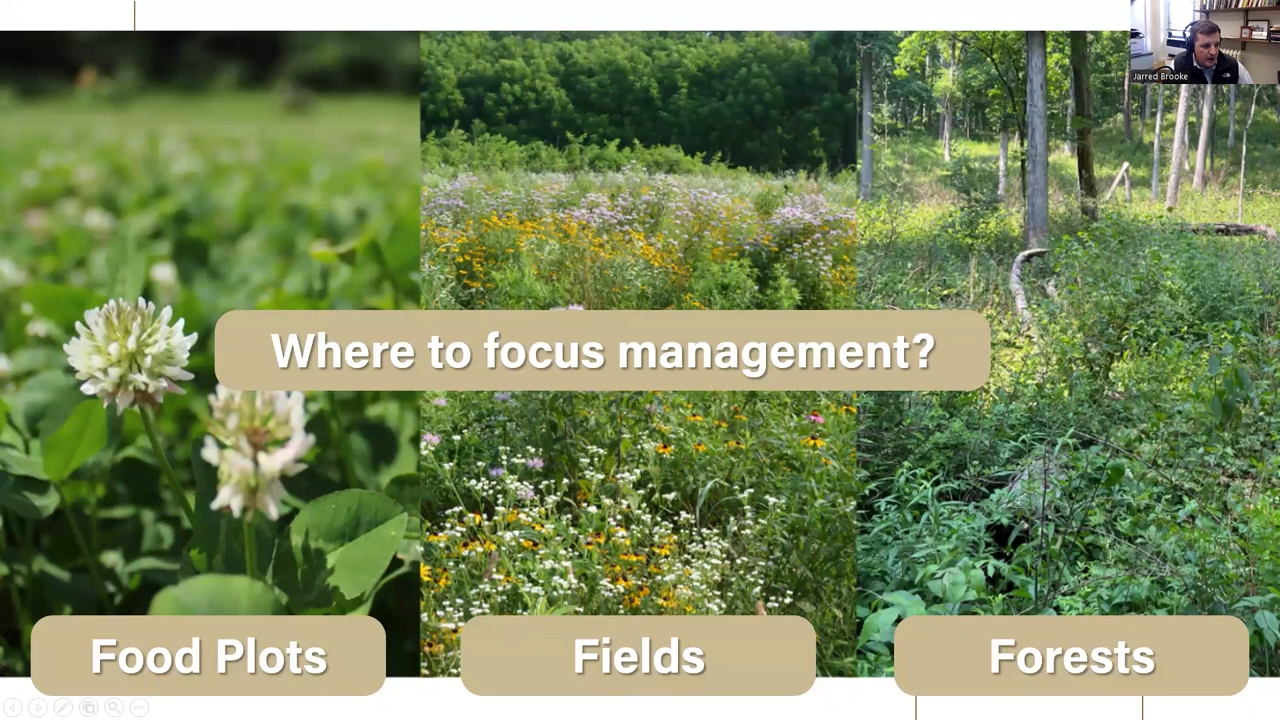 Jarred Brooke
Where to focus management?
Food Plots
Fields
Forests